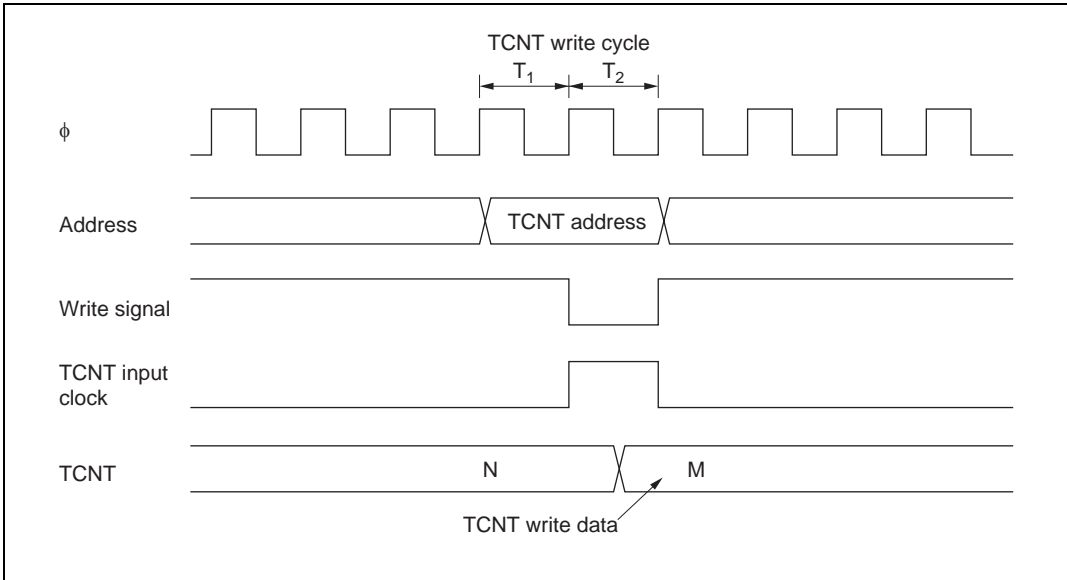 TCNT write cycle
T1 T2
ϕ
Address
TCNT address
Write signal
TCNT input
clock
TCNT
N
M
TCNT write data